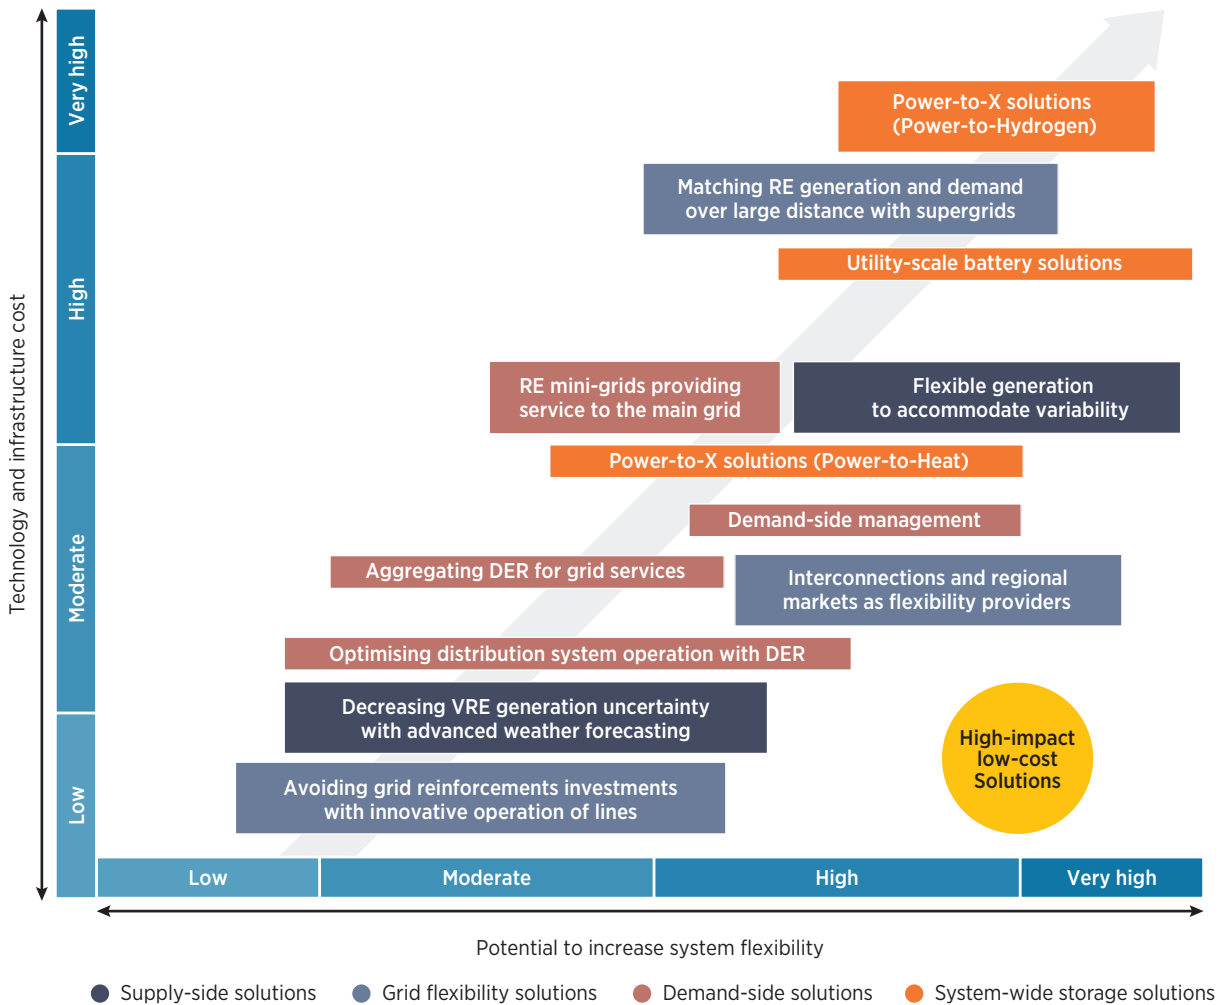 Technology and infrastructure cost
Very high
High
Moderate
Low
Power-to-X solutions
(Power-to-Hydrogen)
Matching RE generation and demand
over large distance with supergrids
Utility-scale battery solutions
RE mini-grids providing
service to the main grid
Flexible generation
to accommodate variability
Power-to-X solutions (Power-to-Heat)
Demand-side management
Aggregating DER for grid services
Interconnections and regional
markets as flexibility providers
Optimising distribution system operation with DER
Decreasing VRE generation uncertainty
with advanced weather forecasting
High-impact
low-cost
Solutions
Avoiding grid reinforcements investments
with innovative operation of lines
Low
Moderate
High
Very high
Potential to increase system flexibility
Supply-side solutions
Grid flexibility solutions
Demand-side solutions
System-wide storage solutions